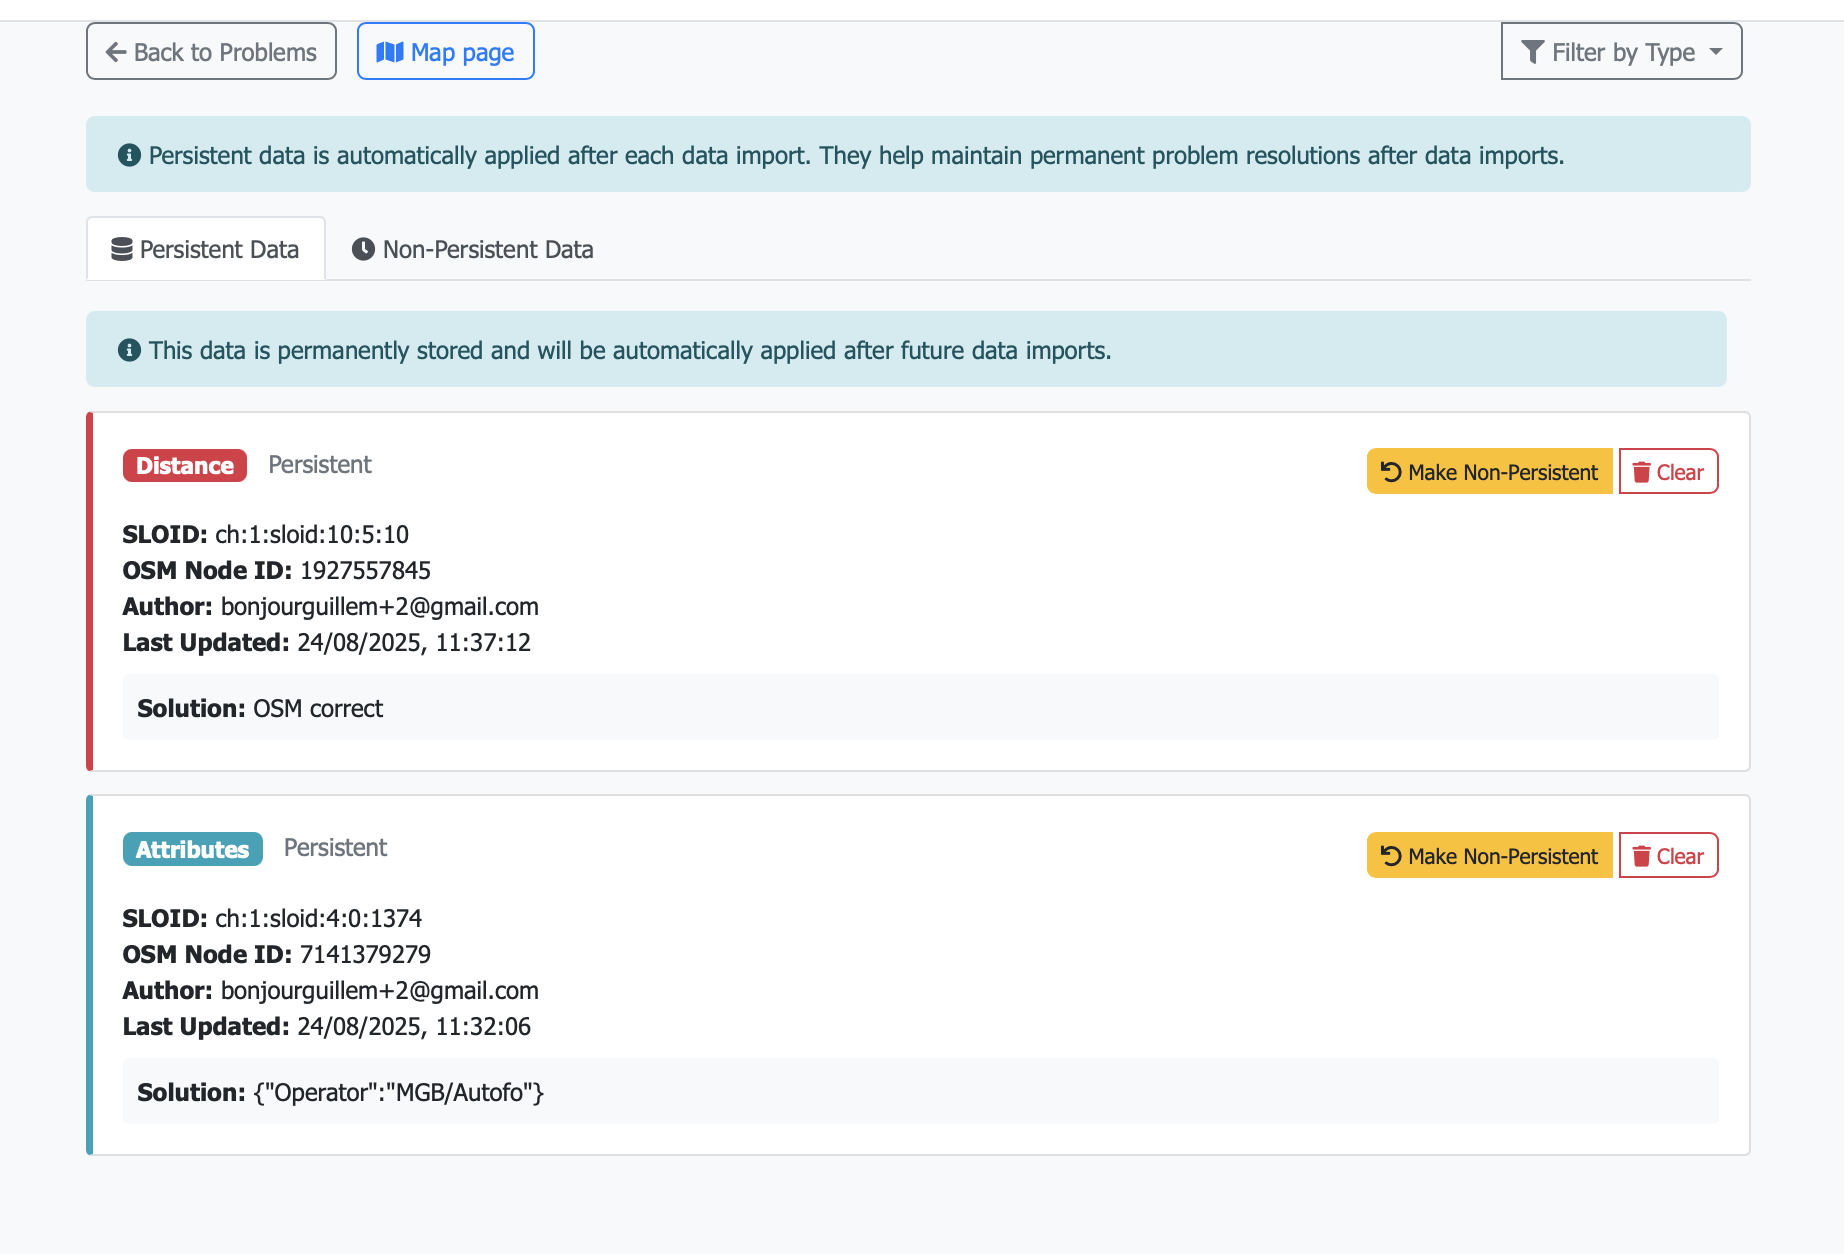 Back to Problems
Map page
Filter by Type
Persistent data is automatically applied after each data import. They help maintain permanent problem resolutions after data imports.
Persistent Data
Non-Persistent Data
This data is permanently stored and will be automatically applied after future data imports.
Distance Persistent
Make Non-Persistent
Clear
SLOID: ch:1:sloid:10:5:10
OSM Node ID: 1927557845
Author: bonjourguillem+2@gmail.com
Last Updated: 24/08/2025, 11:37:12
Solution: OSM correct
Attributes Persistent
Make Non-Persistent
Clear
SLOID: ch:1:sloid:4:0:1374
OSM Node ID: 7141379279
Author: bonjourguillem+2@gmail.com
Last Updated: 24/08/2025, 11:32:06
Solution: {"Operator":"MGB/Autofo"}